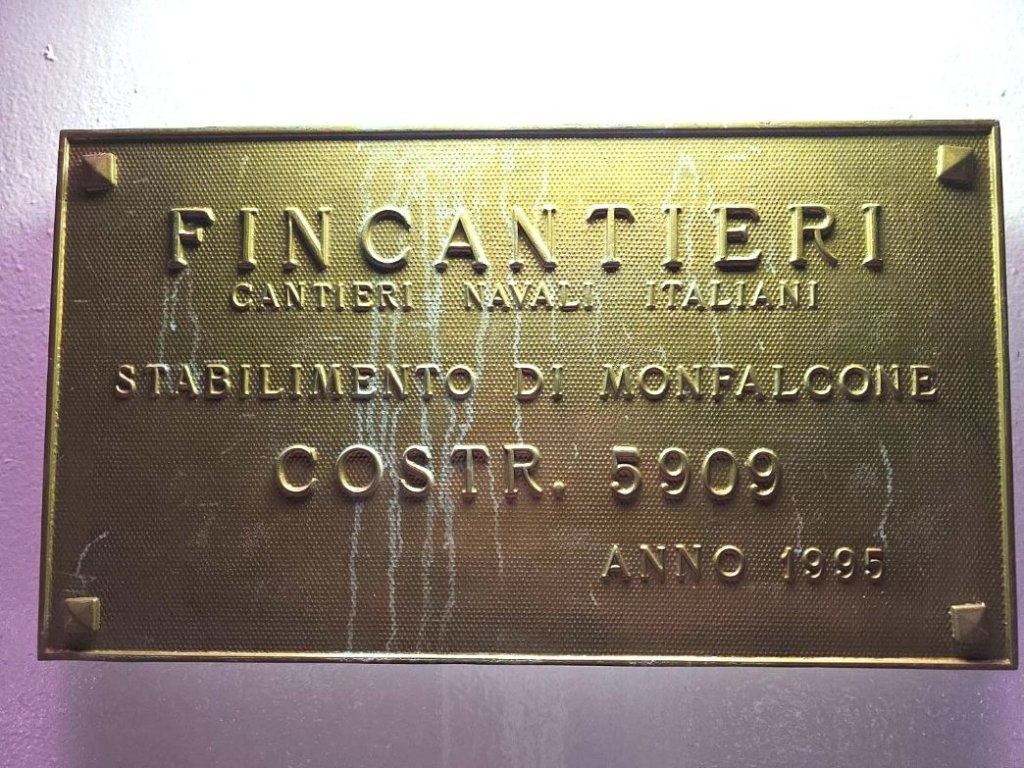 FINCANTIERI
CANTIERI NAVALI ITALIANI
STABILIMENTO DI MONFALCONE
COSTR. 5909
ANNO 1995